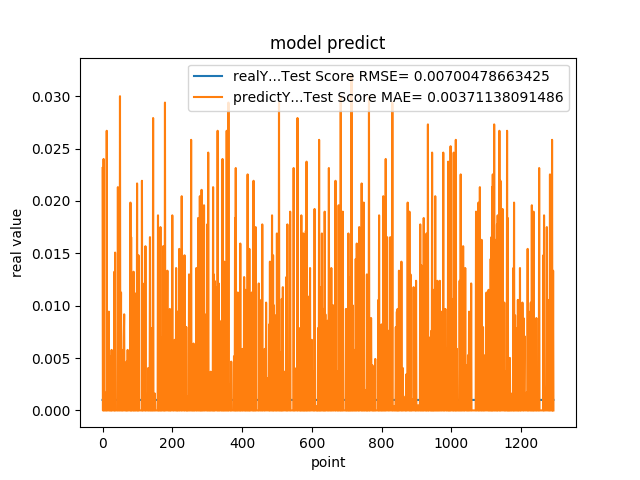 model predict
realY...Test Score RMSE= 0.00700478663425
predictY...Test Score MAE= 0.00371138091486
real value
0.030
0.025
0.020
0.015
0.010
0.005
0.000
0 200 400 600 800 1000 1200
point